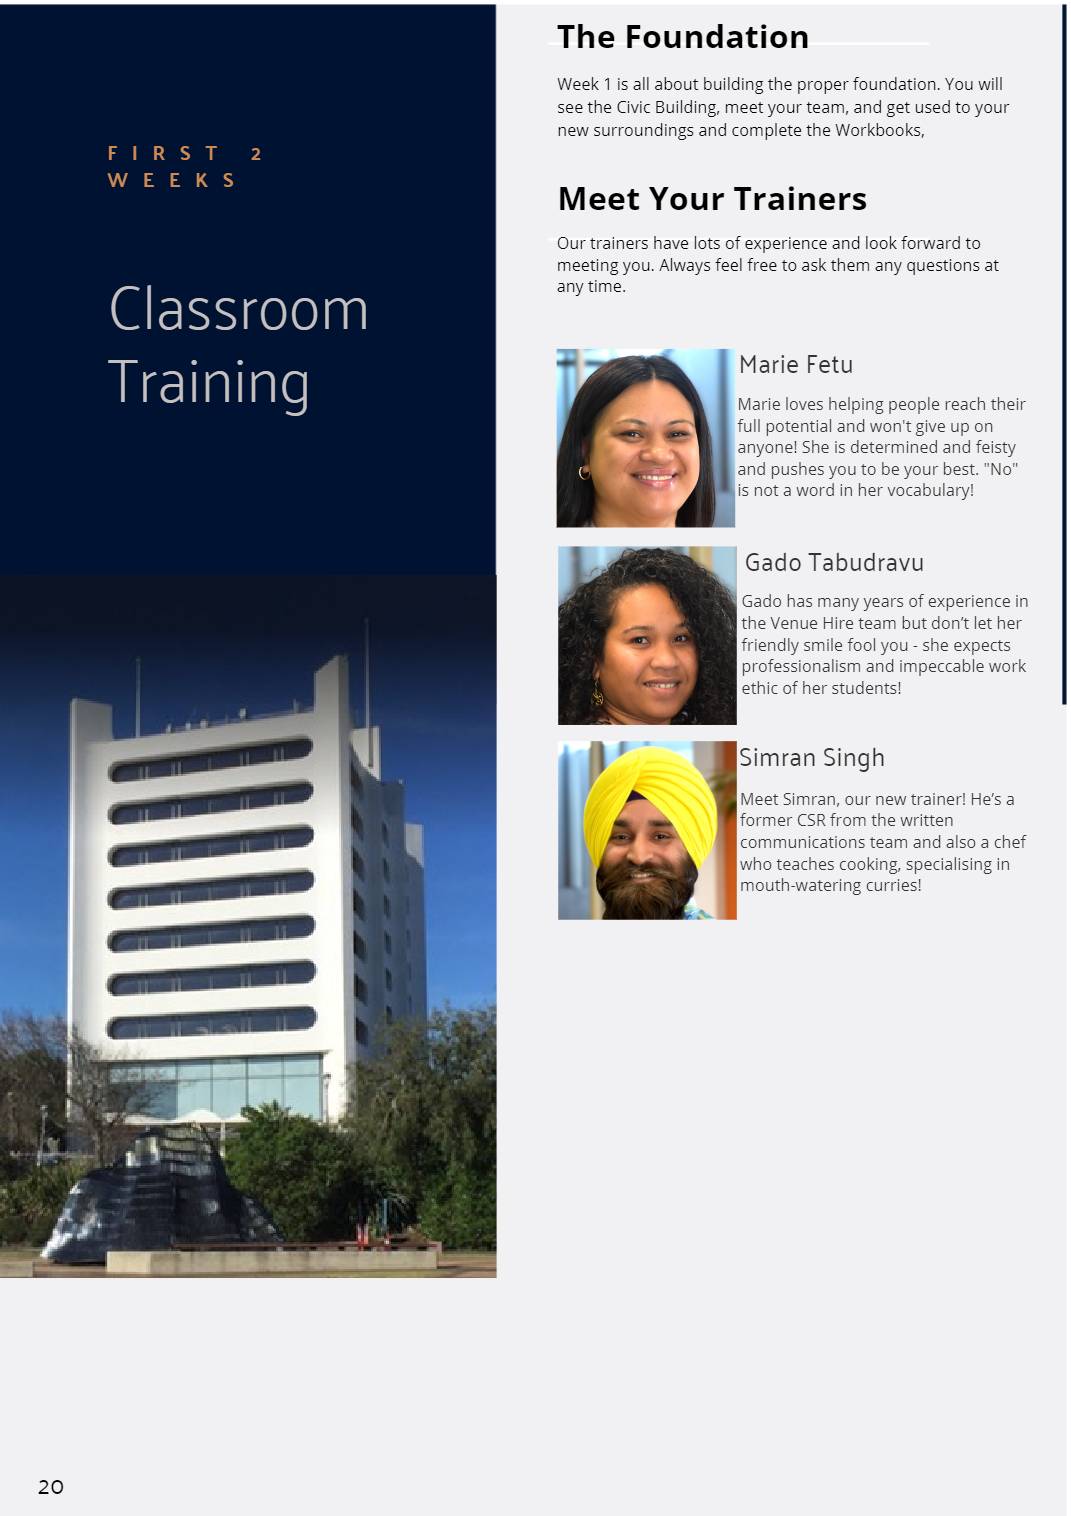 FIRST 2
WEEKS
Classroom
Training
The Foundation
Week 1 is all about building the proper foundation. You will
see the Civic Building, meet your team, and get used to your
new surroundings and complete the Workbooks,
Meet Your Trainers
Our trainers have lots of experience and look forward to
meeting you. Always feel free to ask them any questions at
any time.
Marie Fetu
Marie loves helping people reach their
full potential and won't give up on
anyone! She is determined and feisty
and pushes you to be your best. "No"
is not a word in her vocabulary!
Gado Tabudravu
Gado has many years of experience in
the Venue Hire team but don’t let her
friendly smile fool you - she expects
professionalism and impeccable work
ethic of her students!
Simran Singh
Meet Simran, our new trainer! He’s a
former CSR from the written
communications team and also a chef
who teaches cooking, specialising in
mouth-watering curries!
20